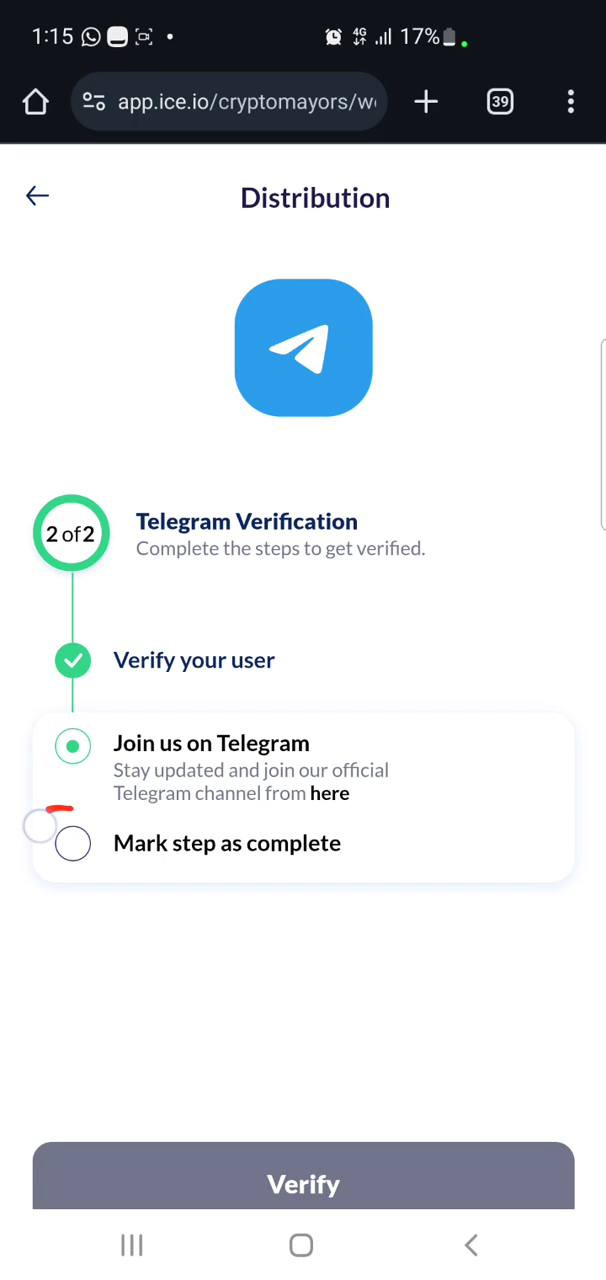 1:15 4G 17%
app.ice.io/cryptomayors/w
39
Distribution
2 of 2
Telegram Verification
Complete the steps to get verified.
Verify your user
Join us on Telegram
Stay updated and join our official
Telegram channel from here
Mark step as complete
Verify